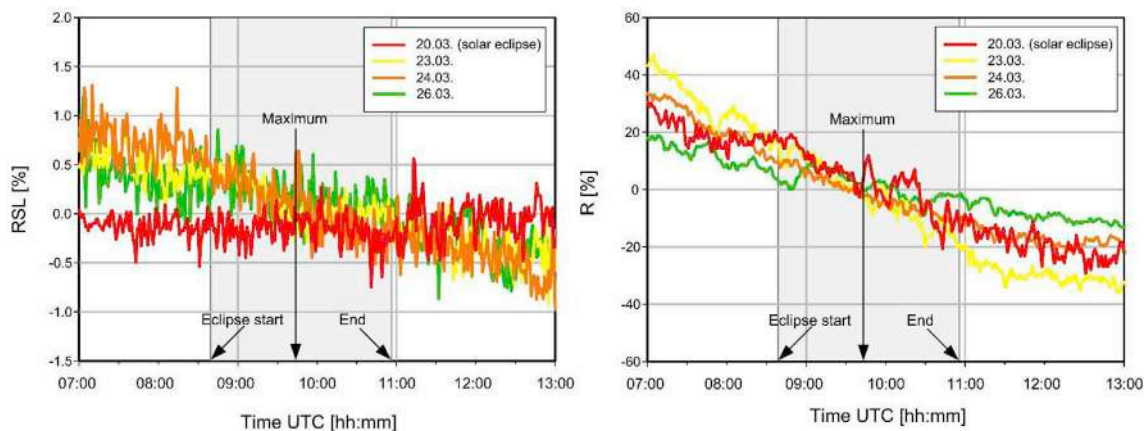 2.0
1.5
1.0
0.5
0.0
-0.5
-1.0
-1.5
RSL [%]
20.03. (solar eclipse)
23.03.
24.03.
26.03.
Maximum
Eclipse start
End
07:00 08:00 09:00 10:00 11:00 12:00 13:00
Time UTC [hh:mm]
60
40
20
0
-20
-40
-60
R [%]
20.03. (solar eclipse)
23.03.
24.03.
26.03.
Maximum
Eclipse start
End
07:00 08:00 09:00 10:00 11:00 12:00 13:00
Time UTC [hh:mm]